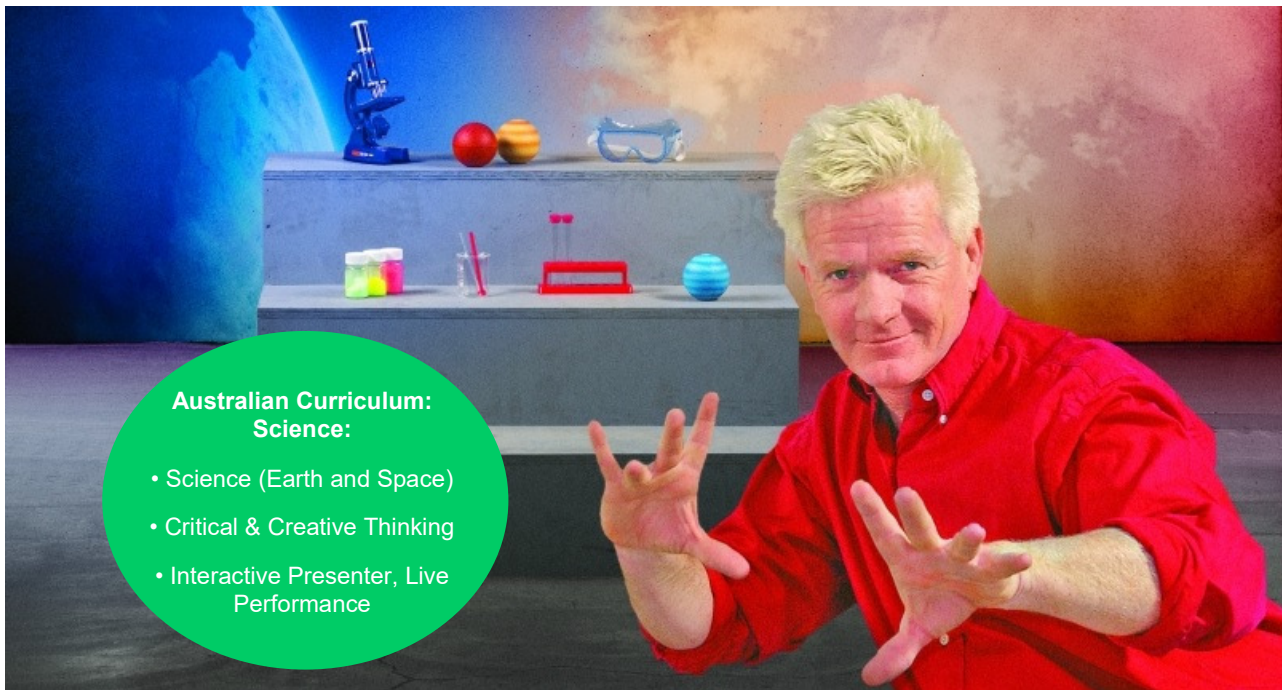 Australian Curriculum:
Science:
• Science (Earth and Space)
• Critical & Creative Thinking
• Interactive Presenter, Live
Performance